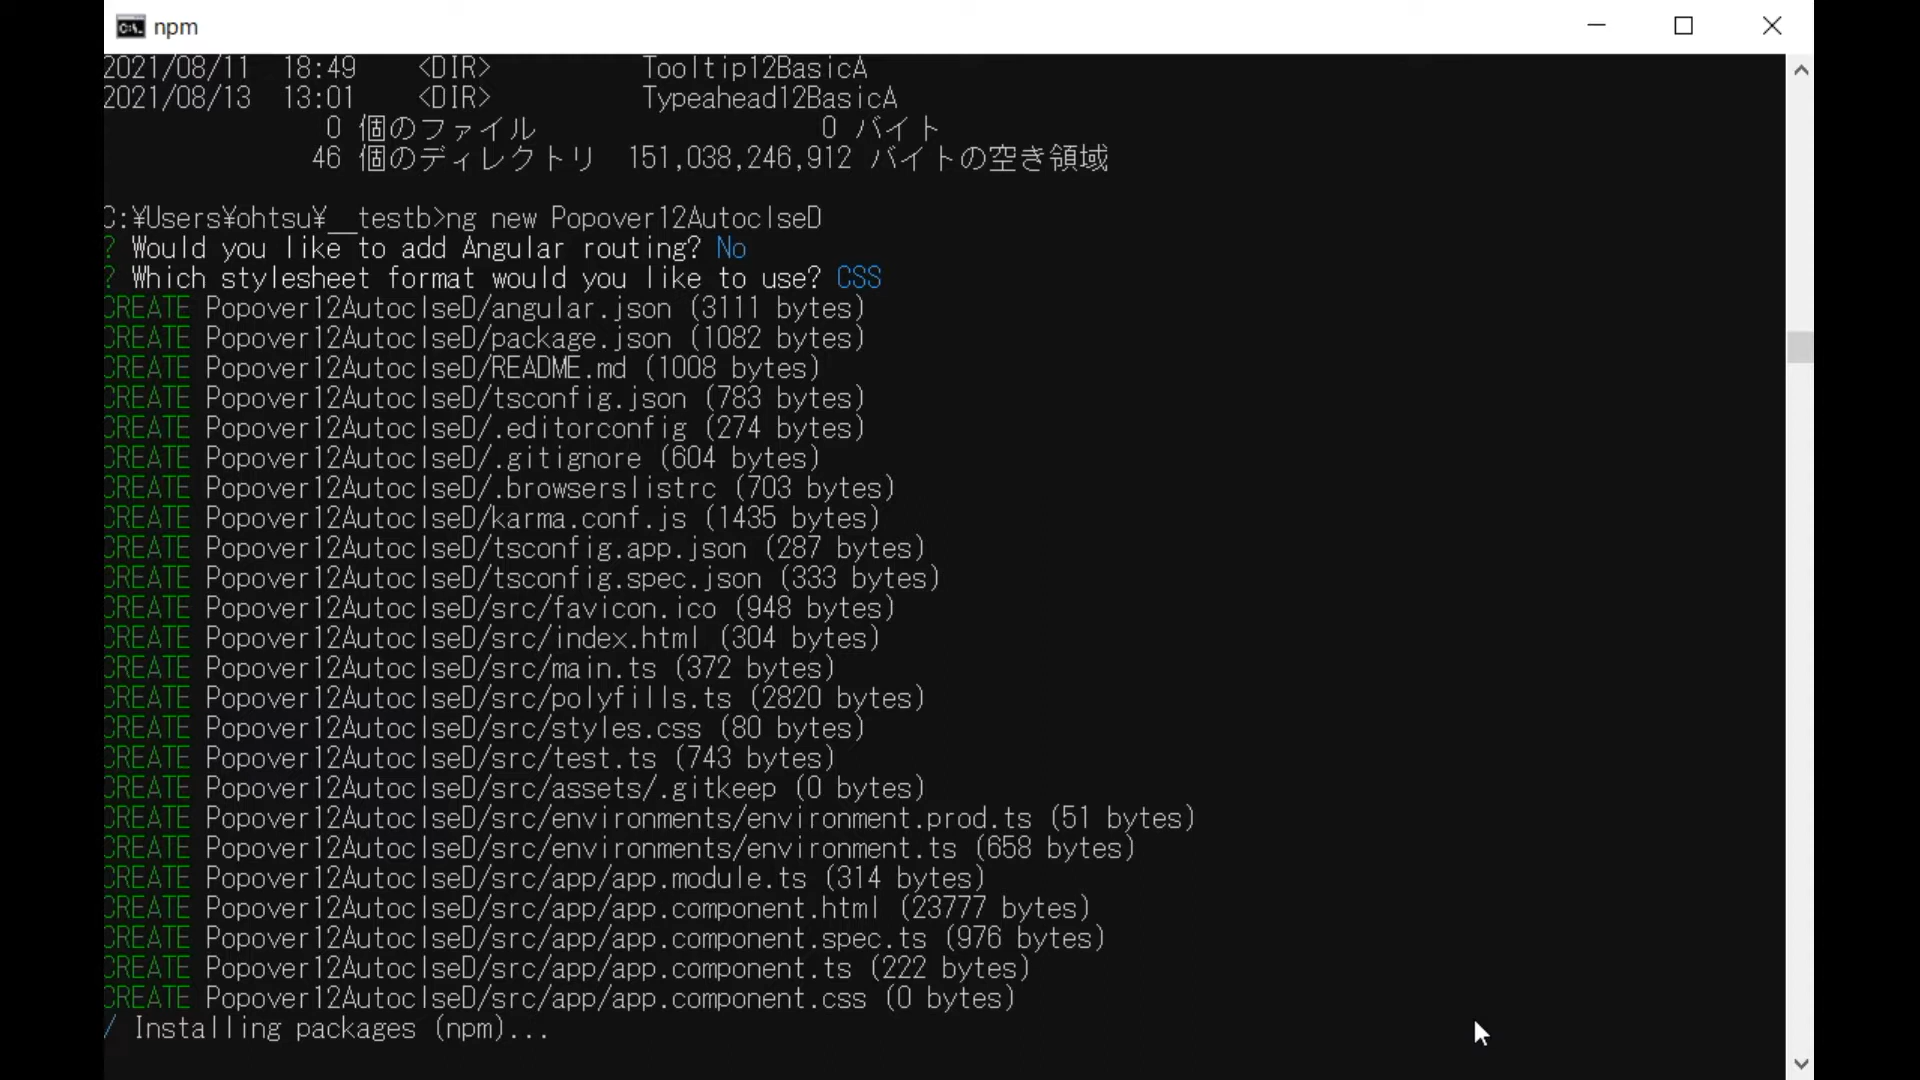 npm
2021/08/11  18:49    <DIR>          Tooltip12BasicA
2021/08/13  13:01    <DIR>          Typeahead12BasicA
0 個のファイル                   0 バイト
46 個のディレクトリ  151,038,246,912 バイトの空き領域
C:¥Users¥ohtsu¥__testb>ng new Popover12AutoclseD
? Would you like to add Angular routing? No
? Which stylesheet format would you like to use? CSS
CREATE Popover12AutoclseD/angular.json (3111 bytes)
CREATE Popover12AutoclseD/package.json (1082 bytes)
CREATE Popover12AutoclseD/README.md (1008 bytes)
CREATE Popover12AutoclseD/tsconfig.json (783 bytes)
CREATE Popover12AutoclseD/.editorconfig (274 bytes)
CREATE Popover12AutoclseD/.gitignore (604 bytes)
CREATE Popover12AutoclseD/.browserslistrc (703 bytes)
CREATE Popover12AutoclseD/karma.conf.js (1435 bytes)
CREATE Popover12AutoclseD/tsconfig.app.json (287 bytes)
CREATE Popover12AutoclseD/tsconfig.spec.json (333 bytes)
CREATE Popover12AutoclseD/src/favicon.ico (948 bytes)
CREATE Popover12AutoclseD/src/index.html (304 bytes)
CREATE Popover12AutoclseD/src/main.ts (372 bytes)
CREATE Popover12AutoclseD/src/polyfills.ts (2820 bytes)
CREATE Popover12AutoclseD/src/styles.css (80 bytes)
CREATE Popover12AutoclseD/src/test.ts (743 bytes)
CREATE Popover12AutoclseD/src/assets/.gitkeep (0 bytes)
CREATE Popover12AutoclseD/src/environments/environment.prod.ts (51 bytes)
CREATE Popover12AutoclseD/src/environments/environment.ts (658 bytes)
CREATE Popover12AutoclseD/src/app/app.module.ts (314 bytes)
CREATE Popover12AutoclseD/src/app/app.component.html (23777 bytes)
CREATE Popover12AutoclseD/src/app/app.component.spec.ts (976 bytes)
CREATE Popover12AutoclseD/src/app/app.component.ts (222 bytes)
CREATE Popover12AutoclseD/src/app/app.component.css (0 bytes)
/ Installing packages (npm)...